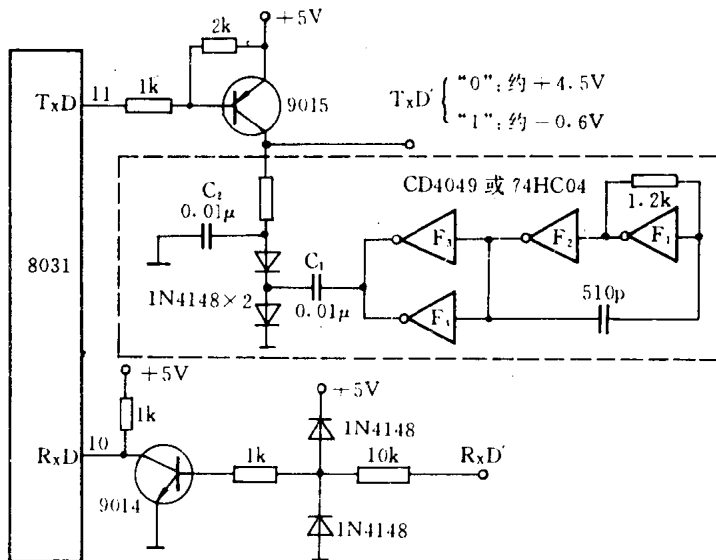 +5V
2k
1k
TxD
11
9015
TxD′
“0”:约+4.5V
“1”:约−0.6V
CD4049 或 74HC04
C₂
0.01μ
1.2k
F₃
F₂
F₁
8031
C₁
1N4148×2
0.01μ
F₄
510p
+5V
+5V
1k
1N4148
10
RxD
1k
10k
RxD′
9014
1N4148